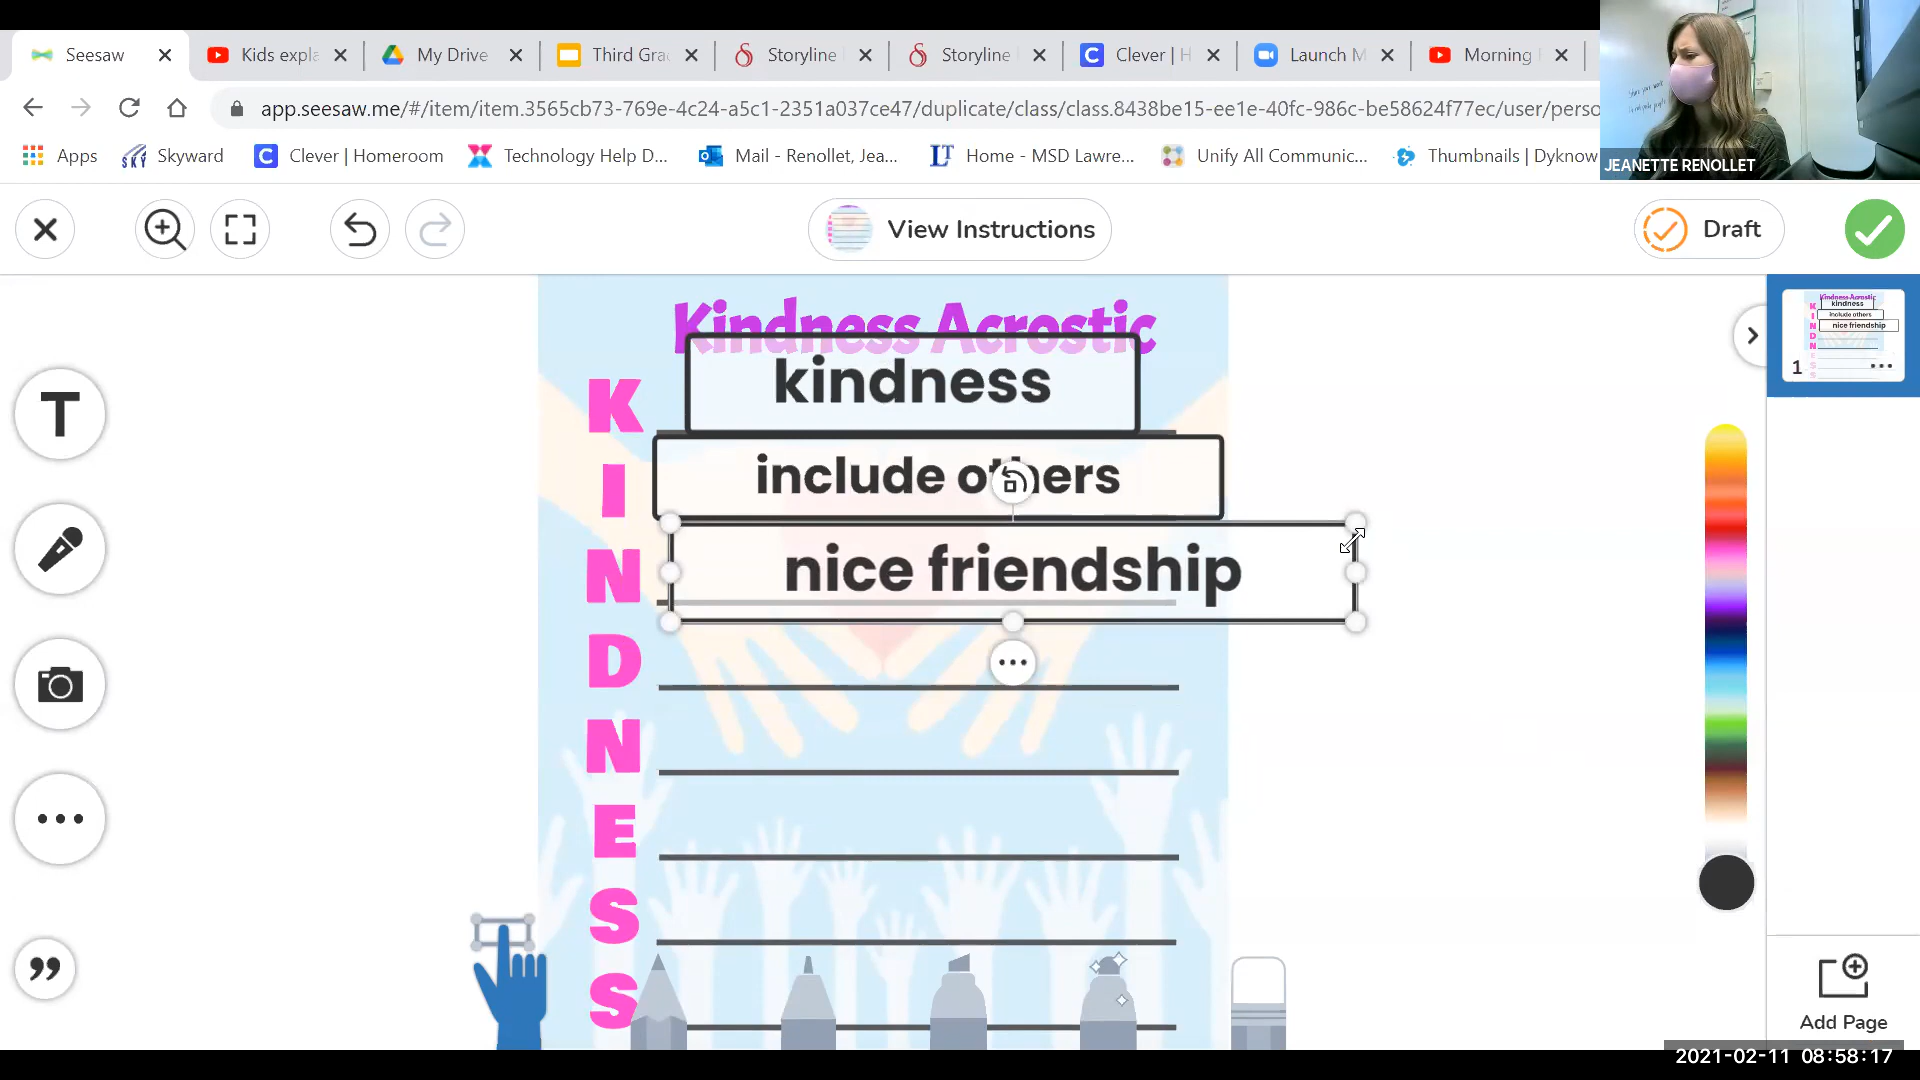 Seesaw
Kids expla
My Drive
Third Grad
Storyline
Storyline
Clever | H
Launch M
Morning
app.seesaw.me/#/item/item.3565cb73-769e-4c24-a5c1-2351a037ce47/duplicate/class/class.8438be15-ee1e-40fc-986c-be58624f77ec/user/perso
Apps
Skyward
Clever | Homeroom
Technology Help D...
Mail - Renollet, Jea...
Home - MSD Lawre...
Unify All Communic...
Thumbnails | Dyknow
JEANETTE RENOLLET
View Instructions
Draft
Kindness Acrostic
K kindness
I include others
N nice friendship
D
N
E
S
S
T
1
Add Page
2021-02-11 08:58:17